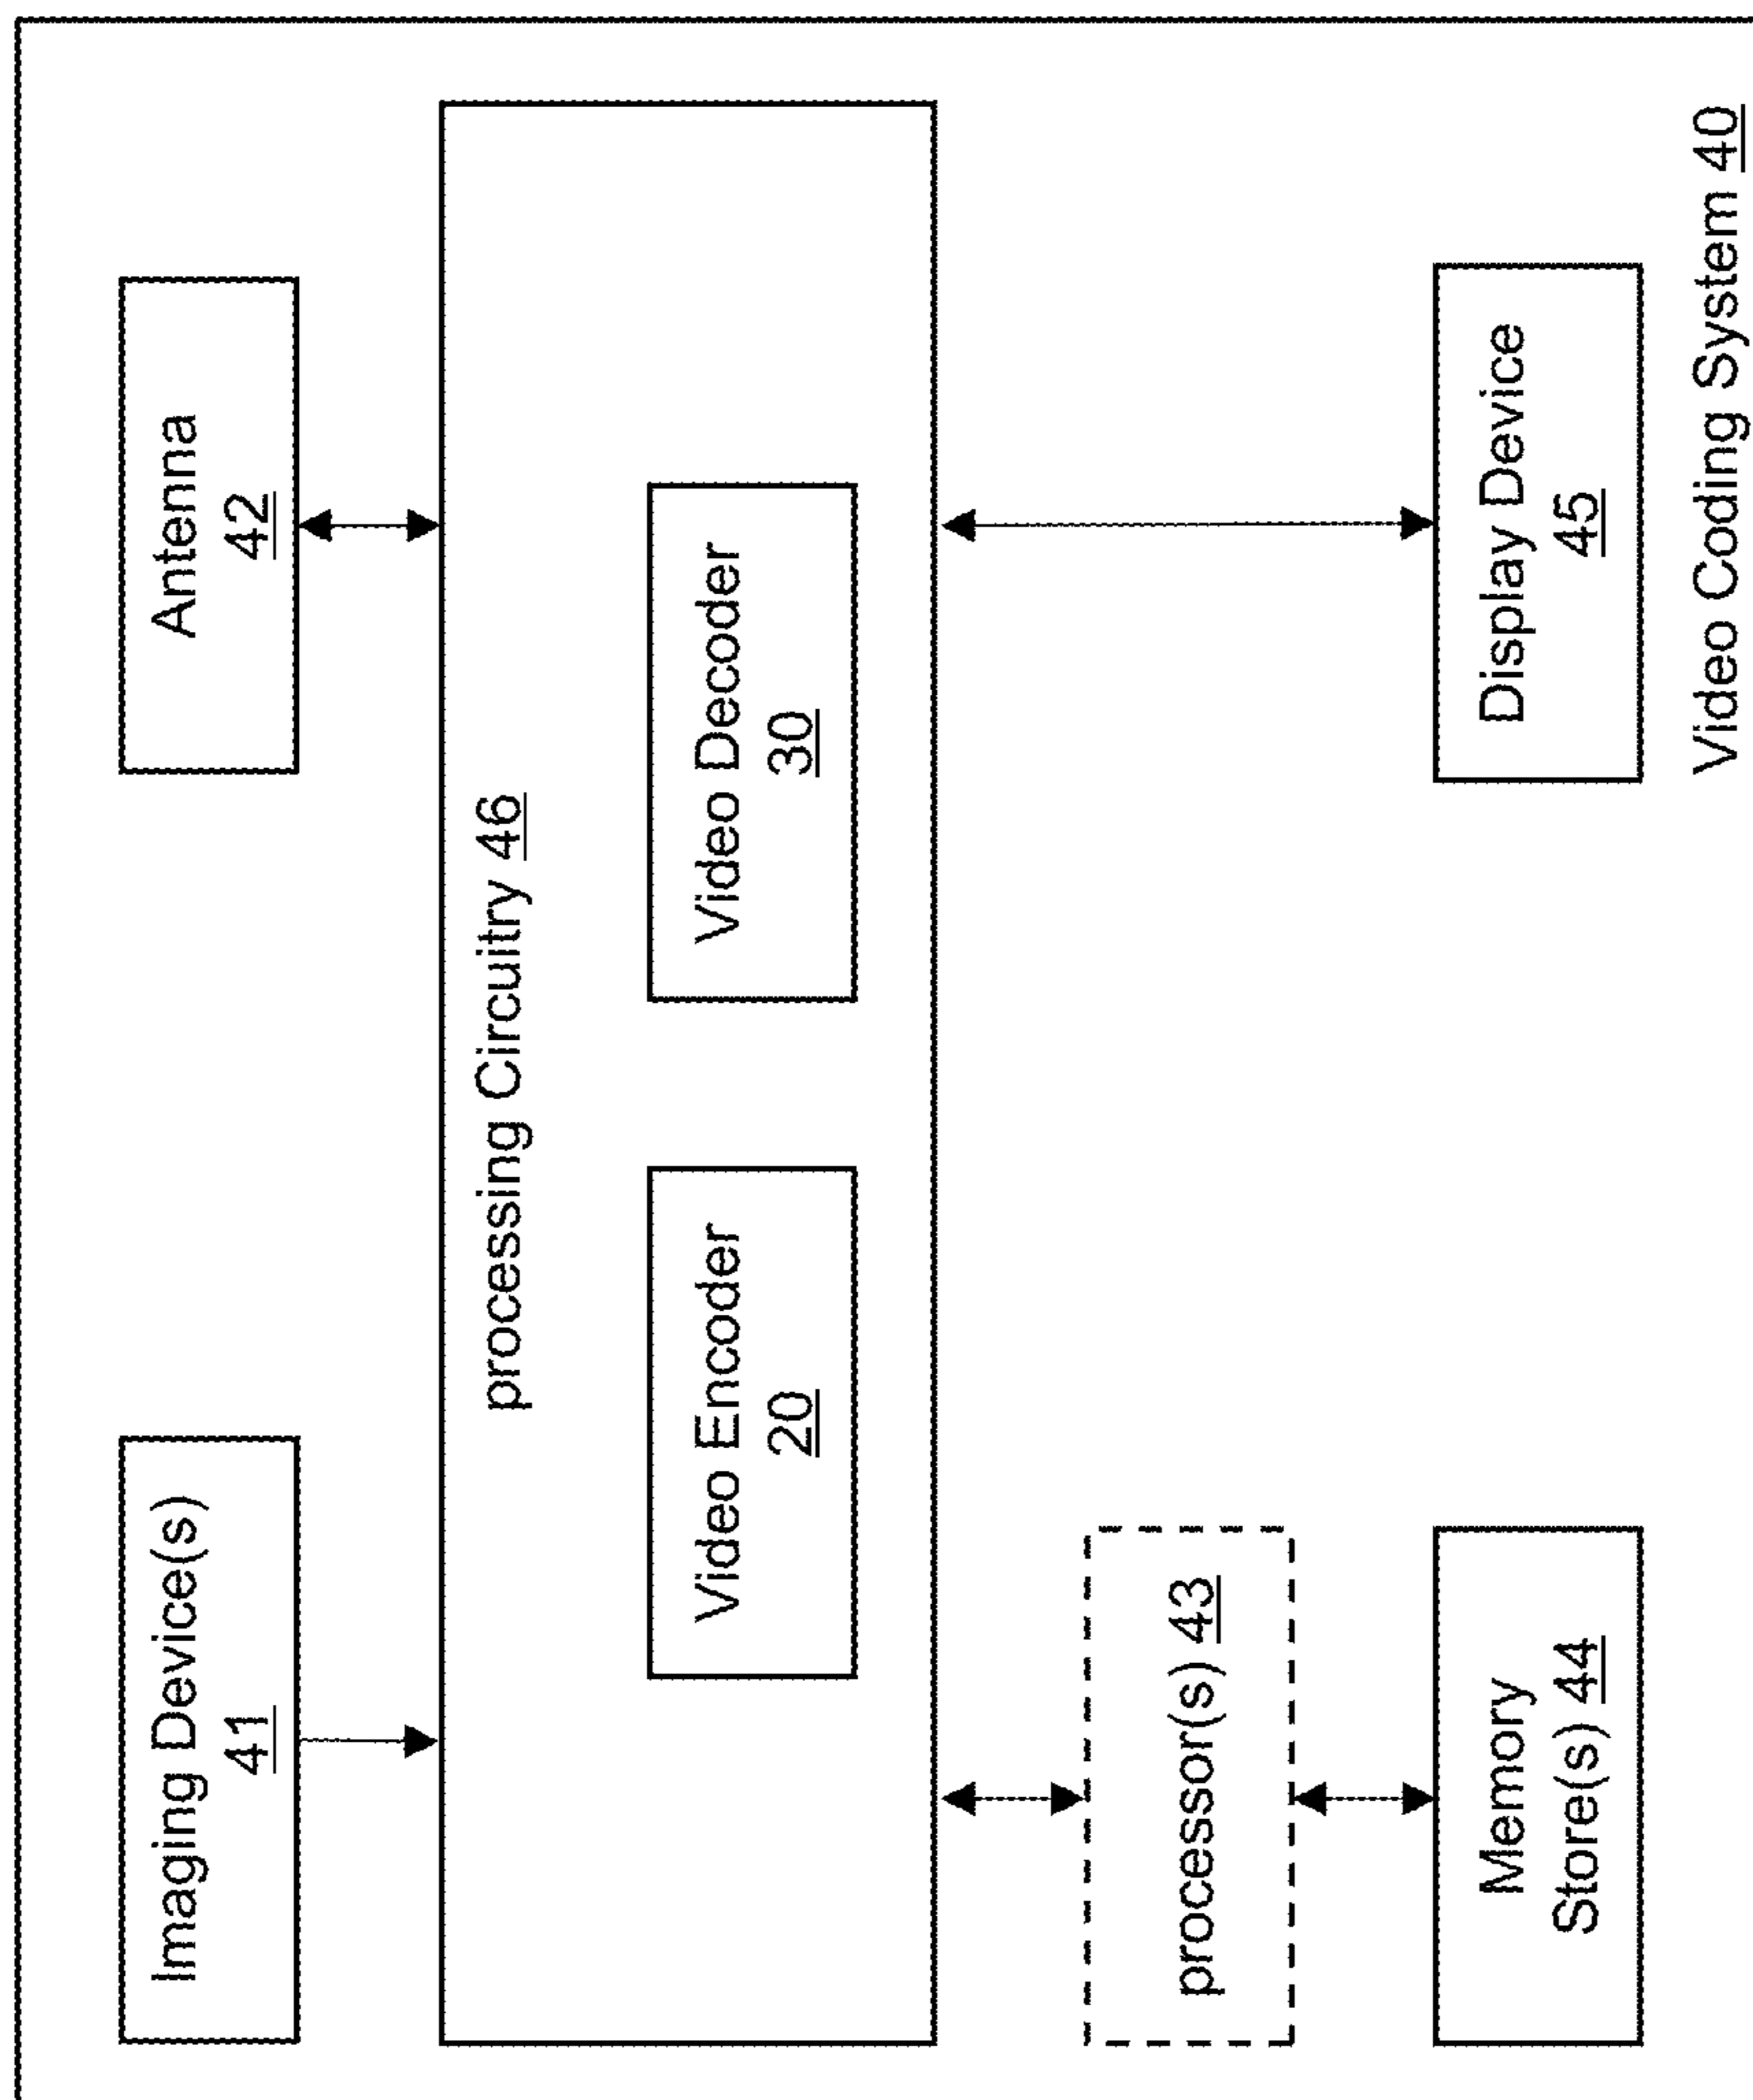 Imaging Device(s)
41
Antenna
42
processing Circuitry 46
Video Encoder
20
Video Decoder
30
processor(s) 43
Memory
Store(s) 44
Display Device
45
Video Coding System 40